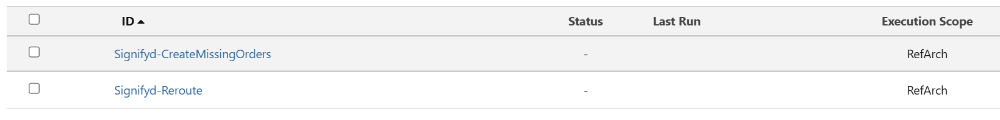 ID Status Last Run Execution Scope
Signifyd-CreateMissingOrders - RefArch
Signifyd-Reroute - RefArch